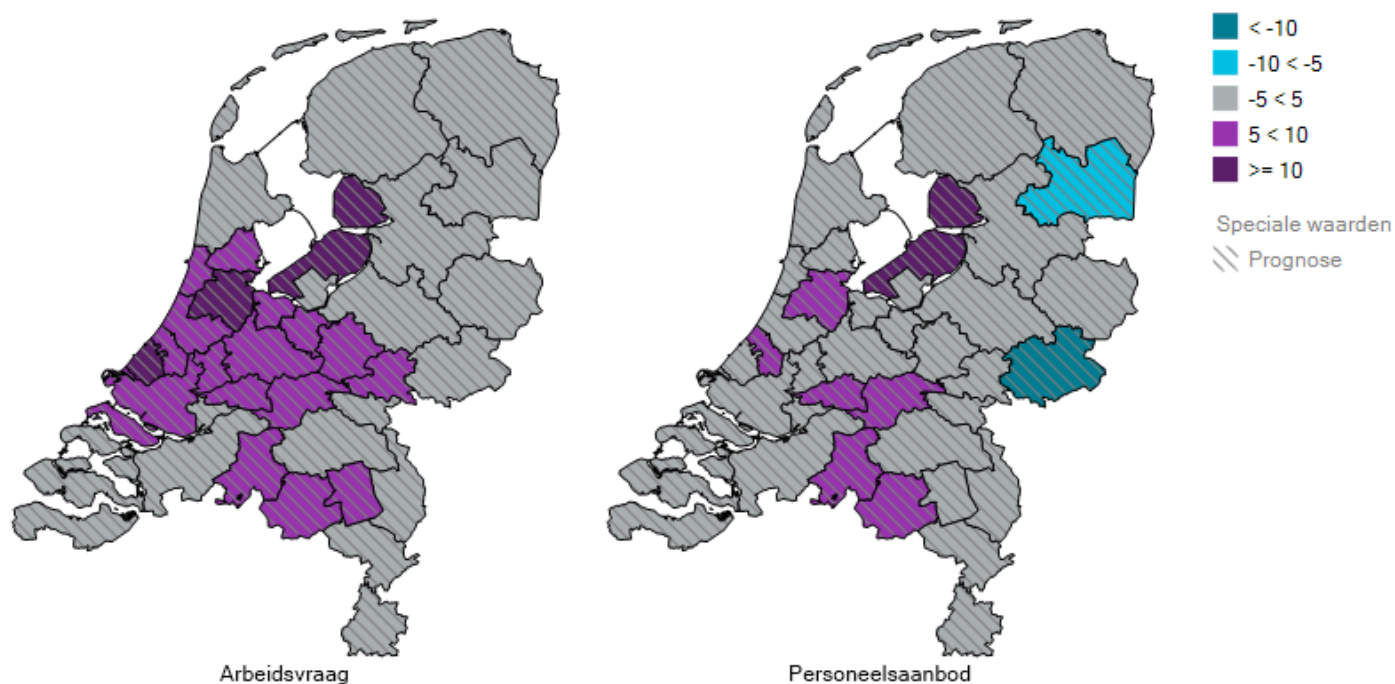 < -10
-10 < -5
-5 < 5
5 < 10
>= 10
Speciale waarden
Prognose
Arbeidsvraag
Personeelsaanbod